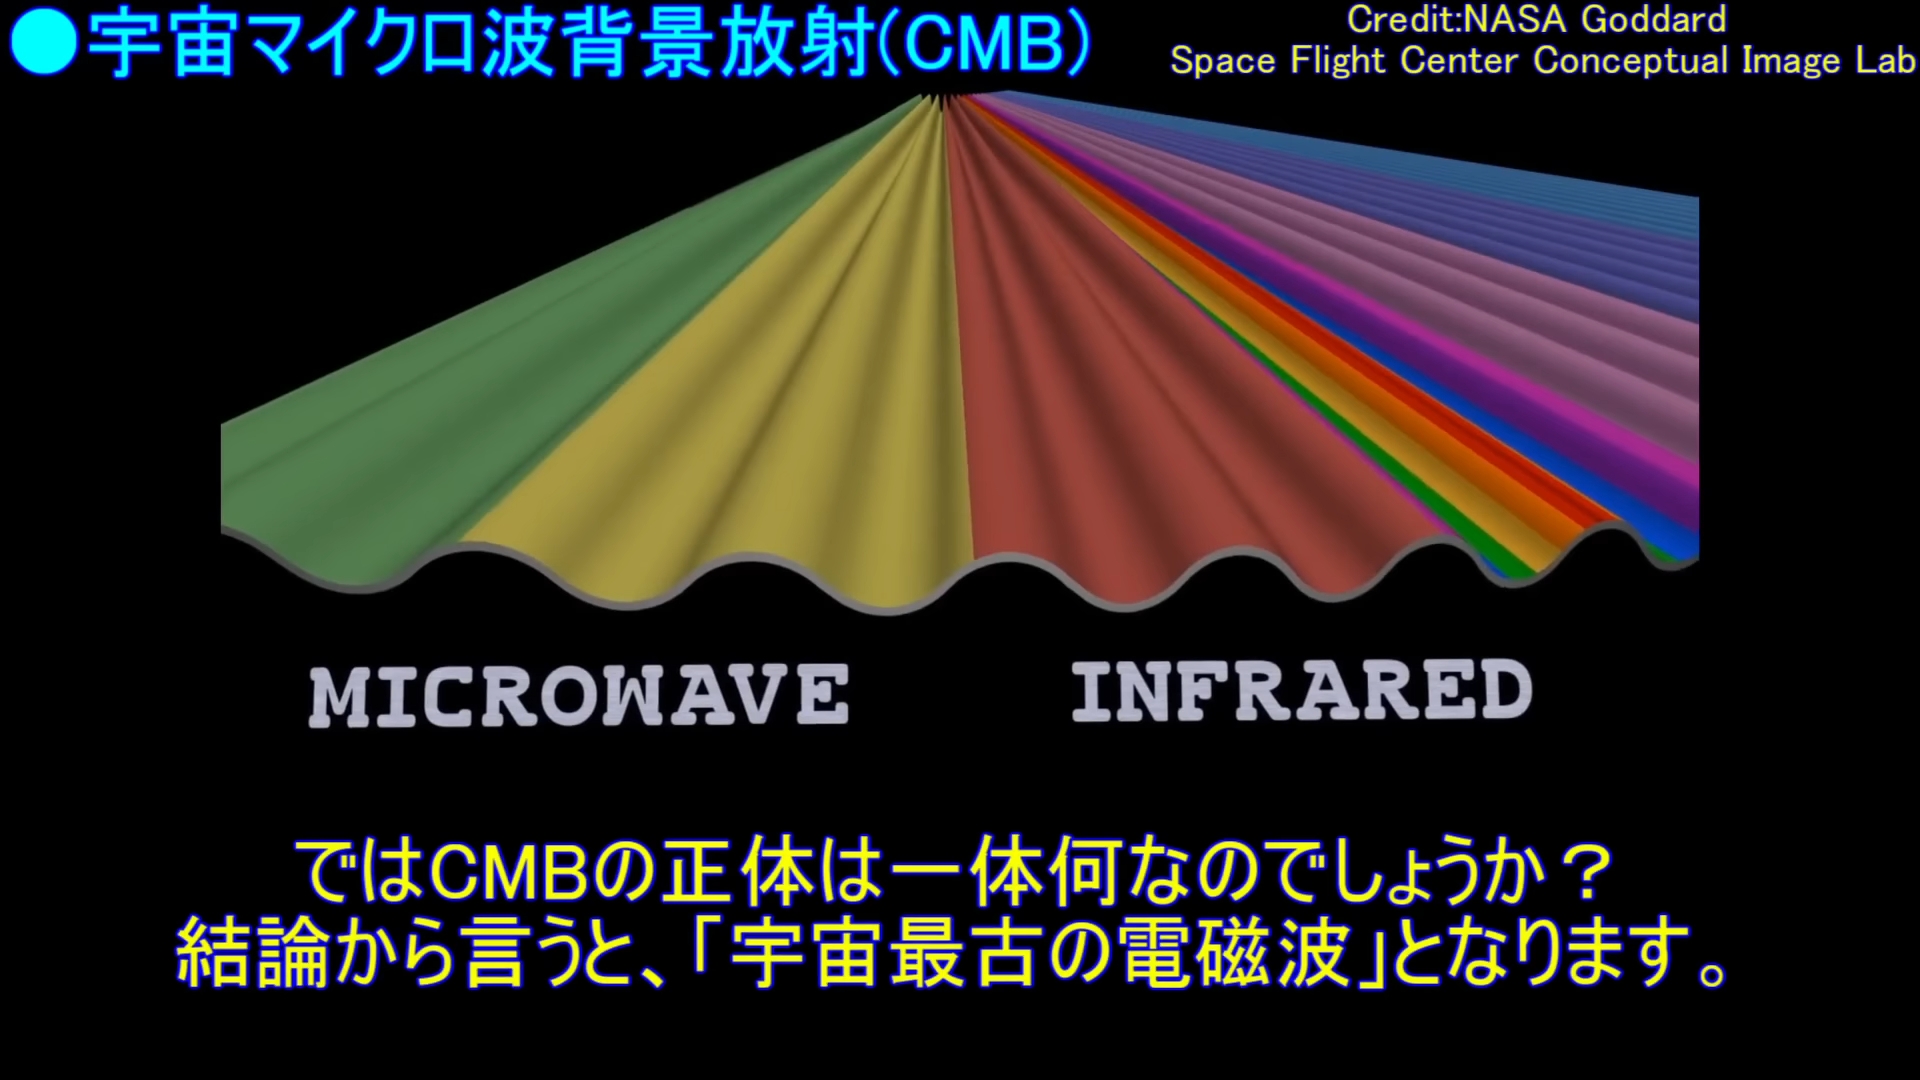 ●宇宙マイクロ波背景放射(CMB)
Credit:NASA Goddard
Space Flight Center Conceptual Image Lab
MICROWAVE
INFRARED
ではCMBの正体は一体何なのでしょうか？
結論から言うと、「宇宙最古の電磁波」となります。